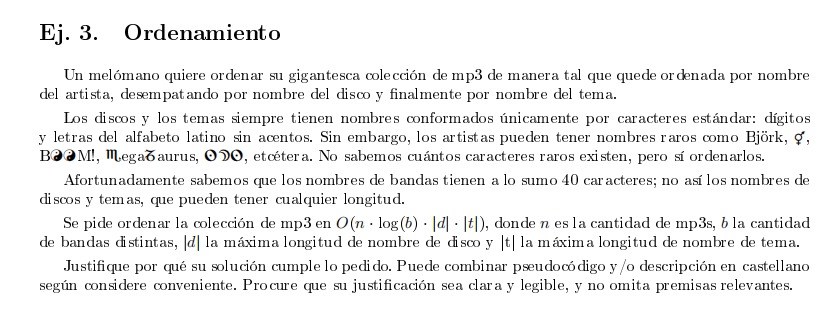 Ej. 3. Ordenamiento
Un melómano quiere ordenar su gigantesca colección de mp3 de manera tal que quede ordenada por nombre
del artista, desempatando por nombre del disco y finalmente por nombre del tema.
Los discos y los temas siempre tienen nombres conformados únicamente por caracteres estándar: dígitos
y letras del alfabeto latino sin acentos. Sin embargo, los artistas pueden tener nombres raros como Björk, ⚥,
B☯☯M!, ♏ega♉aurus, etcétera. No sabemos cuántos caracteres raros existen, pero sí ordenarlos.
Afortunadamente sabemos que los nombres de bandas tienen a lo sumo 40 caracteres; no así los nombres de
discos y temas, que pueden tener cualquier longitud.
Se pide ordenar la colección de mp3 en O(n · log(b) · |d| · |t|), donde n es la cantidad de mp3s, b la cantidad
de bandas distintas, |d| la máxima longitud de nombre de disco y |t| la máxima longitud de nombre de tema.
Justifique por qué su solución cumple lo pedido. Puede combinar pseudocódigo y/o descripción en castellano
según considere conveniente. Procure que su justificación sea clara y legible, y no omita premisas relevantes.